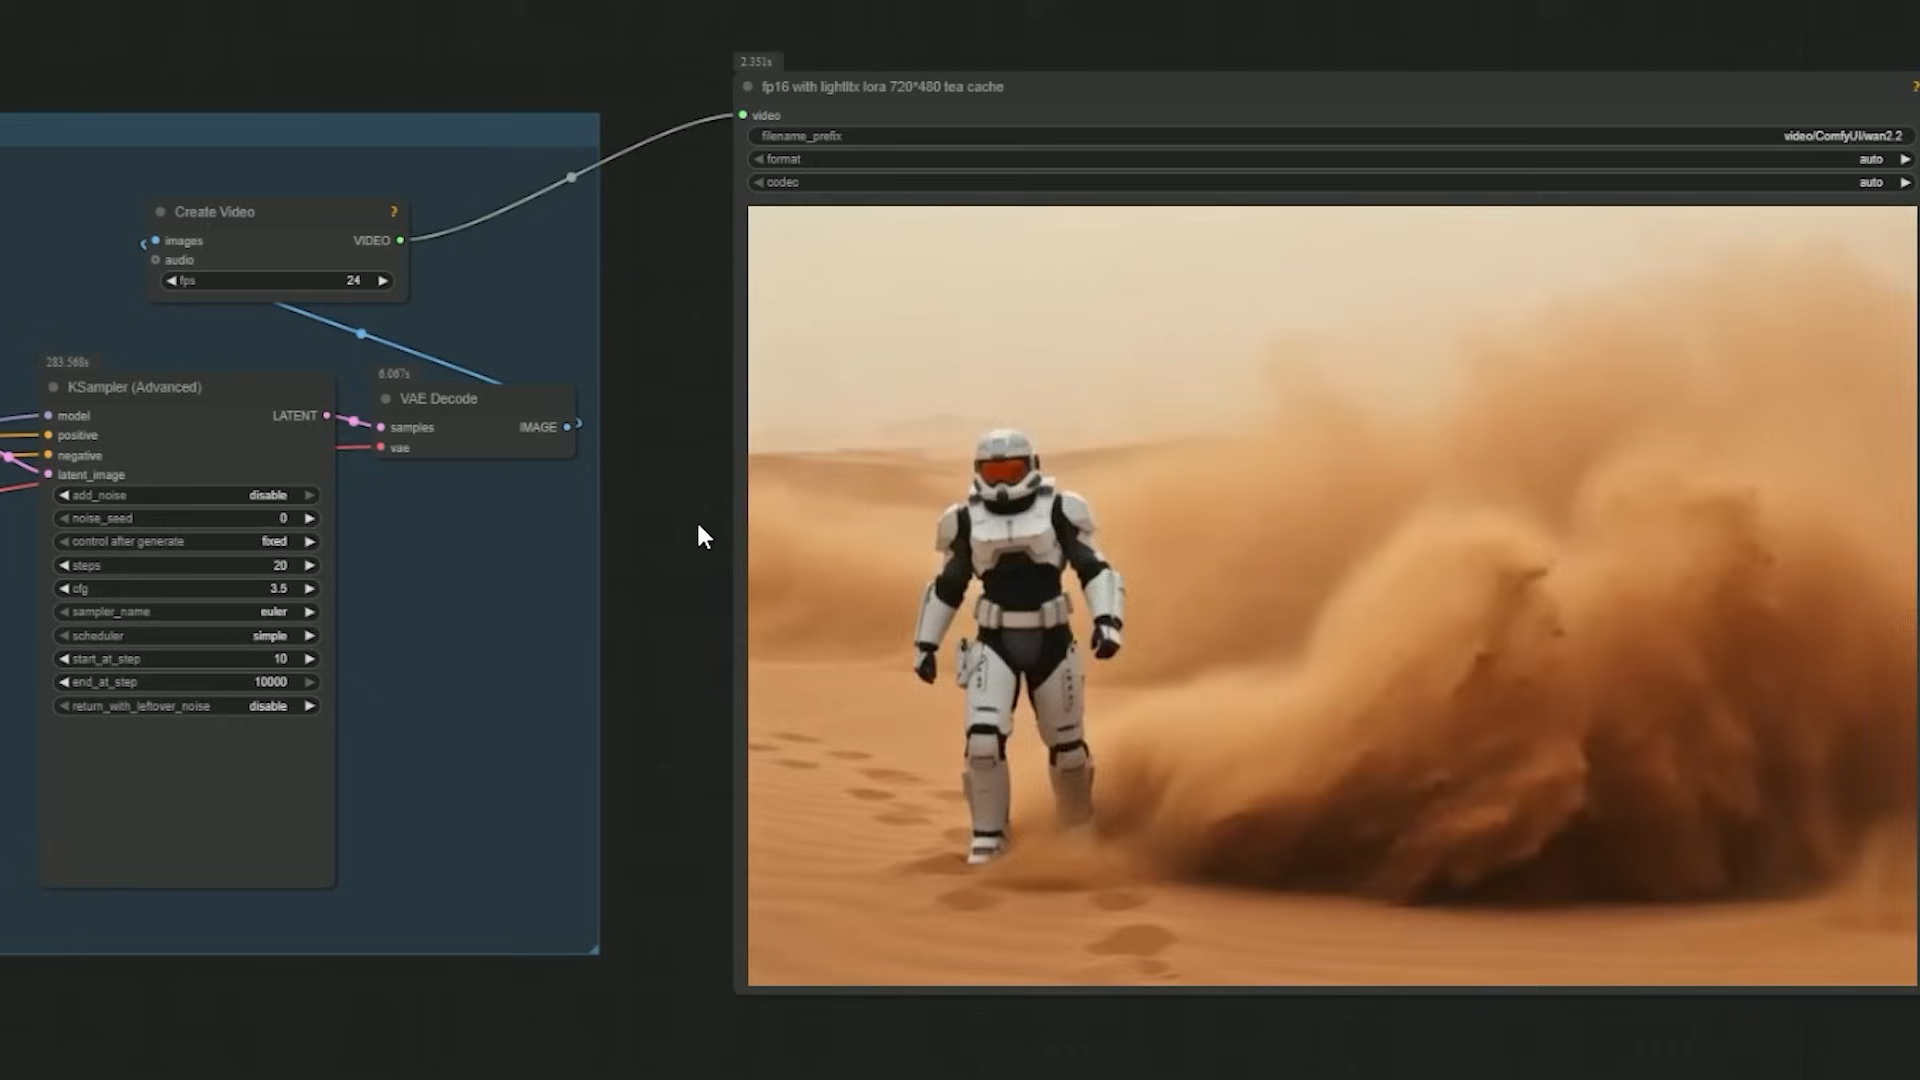 2.351s
fp16 with lightltx lora 720*480 tea cache
?
video
filename_prefix video/ComfyUI/wan2.2
format auto
codec auto
Create Video ?
images VIDEO
audio
fps 24
283.568s
KSampler (Advanced)
model LATENT
positive
negative
latent_image
add_noise disable
noise_seed 0
control after generate fixed
steps 20
cfg 3.5
sampler_name euler
scheduler simple
start_at_step 10
end_at_step 10000
return_with_leftover_noise disable
6.067s
VAE Decode
samples IMAGE
vae